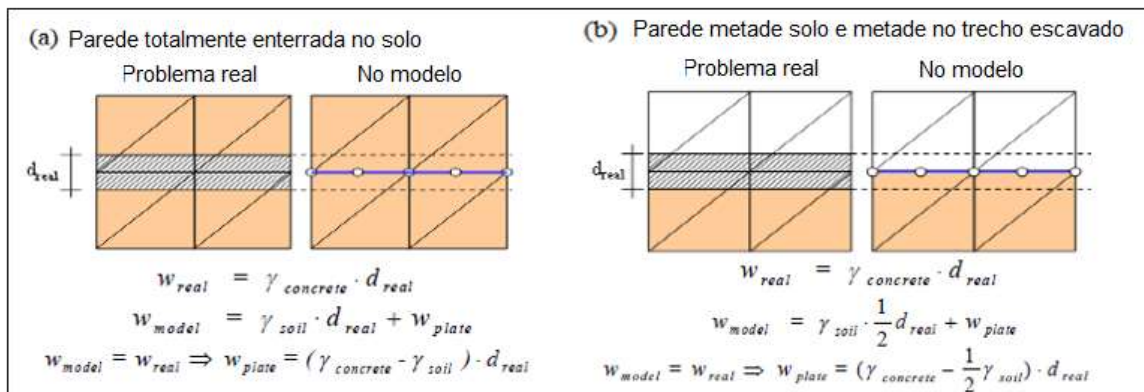 (a) Parede totalmente enterrada no solo
Problema real No modelo
d_real
w_real = γ_concrete · d_real
w_model = γ_soil · d_real + w_plate
w_model = w_real ⇒ w_plate = (γ_concrete - γ_soil) · d_real
(b) Parede metade solo e metade no trecho escavado
Problema real No modelo
d_real
w_real = γ_concrete · d_real
w_model = γ_soil · 1/2 d_real + w_plate
w_model = w_real ⇒ w_plate = (γ_concrete - 1/2 γ_soil) · d_real